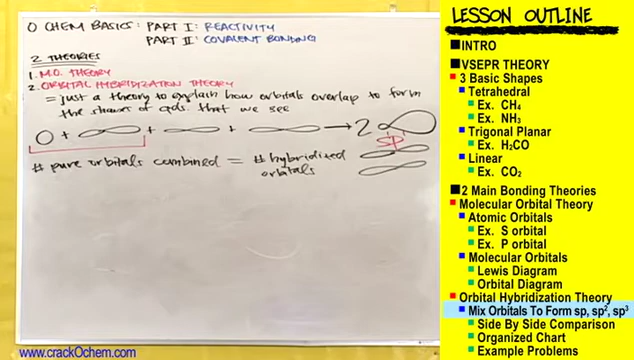 O CHEM BASICS: PART I: REACTIVITY
PART II: COVALENT BONDING
2 THEORIES
1. M.O. THEORY
2. ORBITAL HYBRIDIZATION THEORY
= just a theory to explain how orbitals overlap to form
the shapes of cpds. that we see
+ + + → 2
sp
# pure orbitals combined = # hybridized
orbitals
www.crackOchem.com
LESSON OUTLINE
INTRO
VSEPR THEORY
3 Basic Shapes
Tetrahedral
Ex. CH₄
Ex. NH₃
Trigonal Planar
Ex. H₂CO
Linear
Ex. CO₂
2 Main Bonding Theories
Molecular Orbital Theory
Atomic Orbitals
Ex. S orbital
Ex. P orbital
Molecular Orbitals
Lewis Diagram
Orbital Diagram
Orbital Hybridization Theory
Mix Orbitals To Form sp, sp², sp³
Side By Side Comparison
Organized Chart
Example Problems